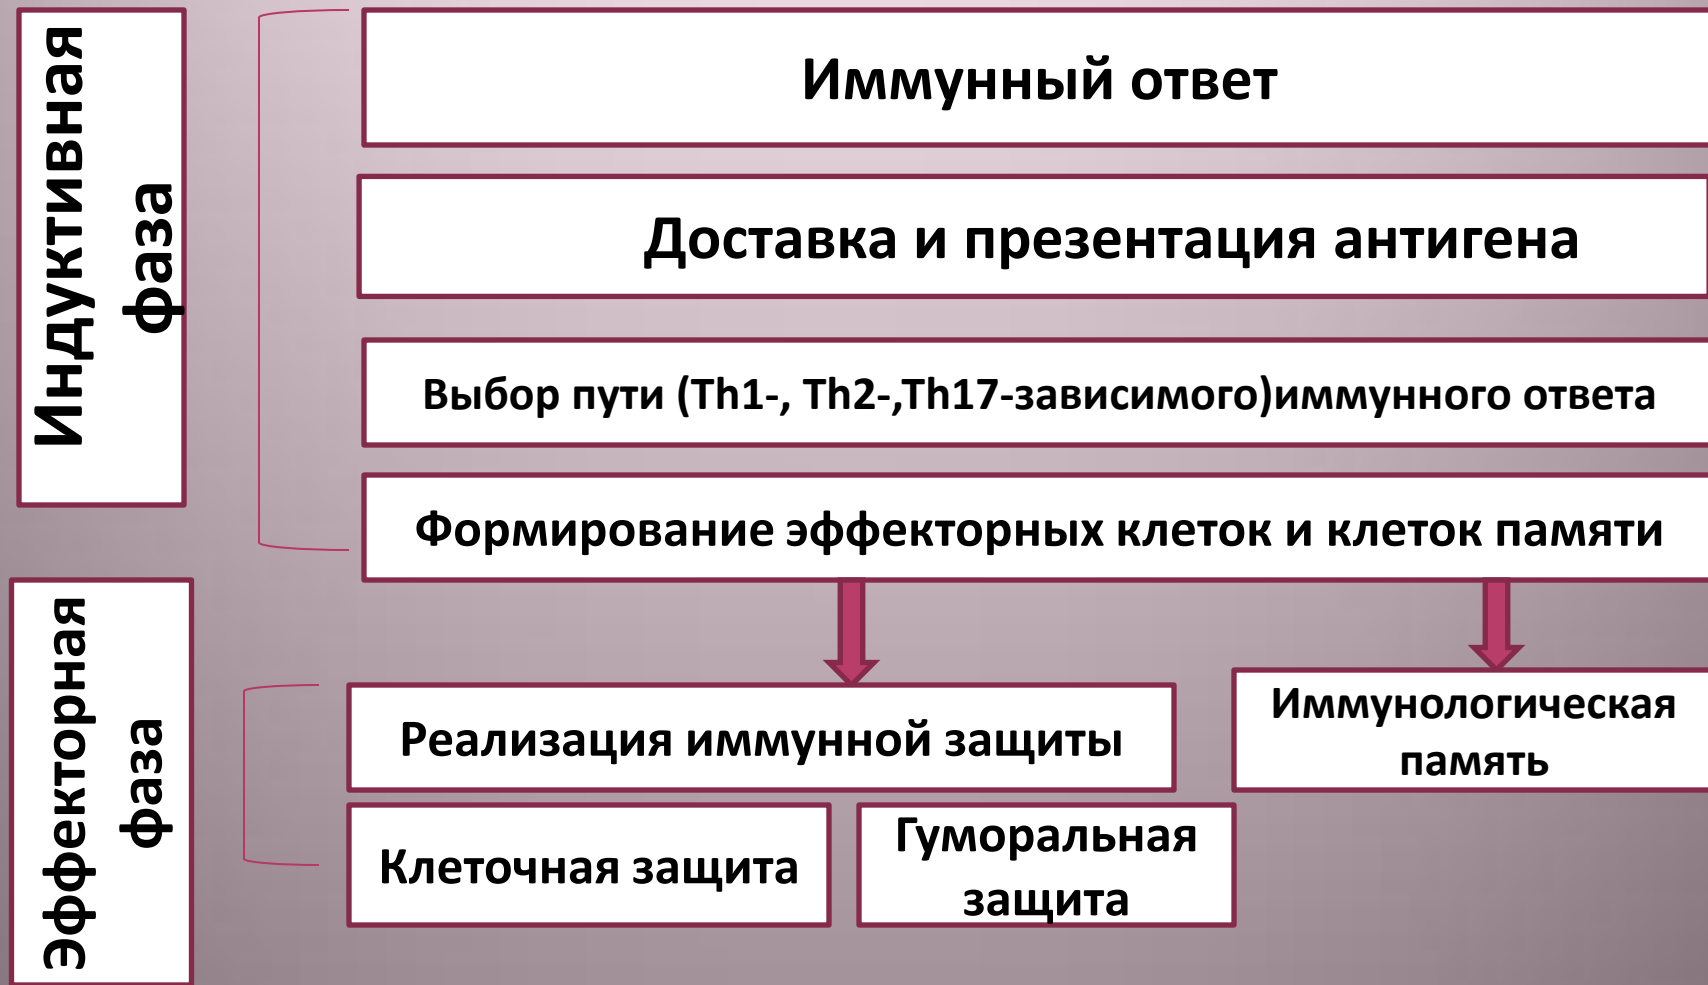 Индуктивная
фаза
Иммунный ответ
Доставка и презентация антигена
Выбор пути (Th1-, Th2-,Th17-зависимого)иммунного ответа
Формирование эффекторных клеток и клеток памяти
Эффекторная
фаза
Реализация иммунной защиты
Иммунологическая
память
Клеточная защита
Гуморальная
защита